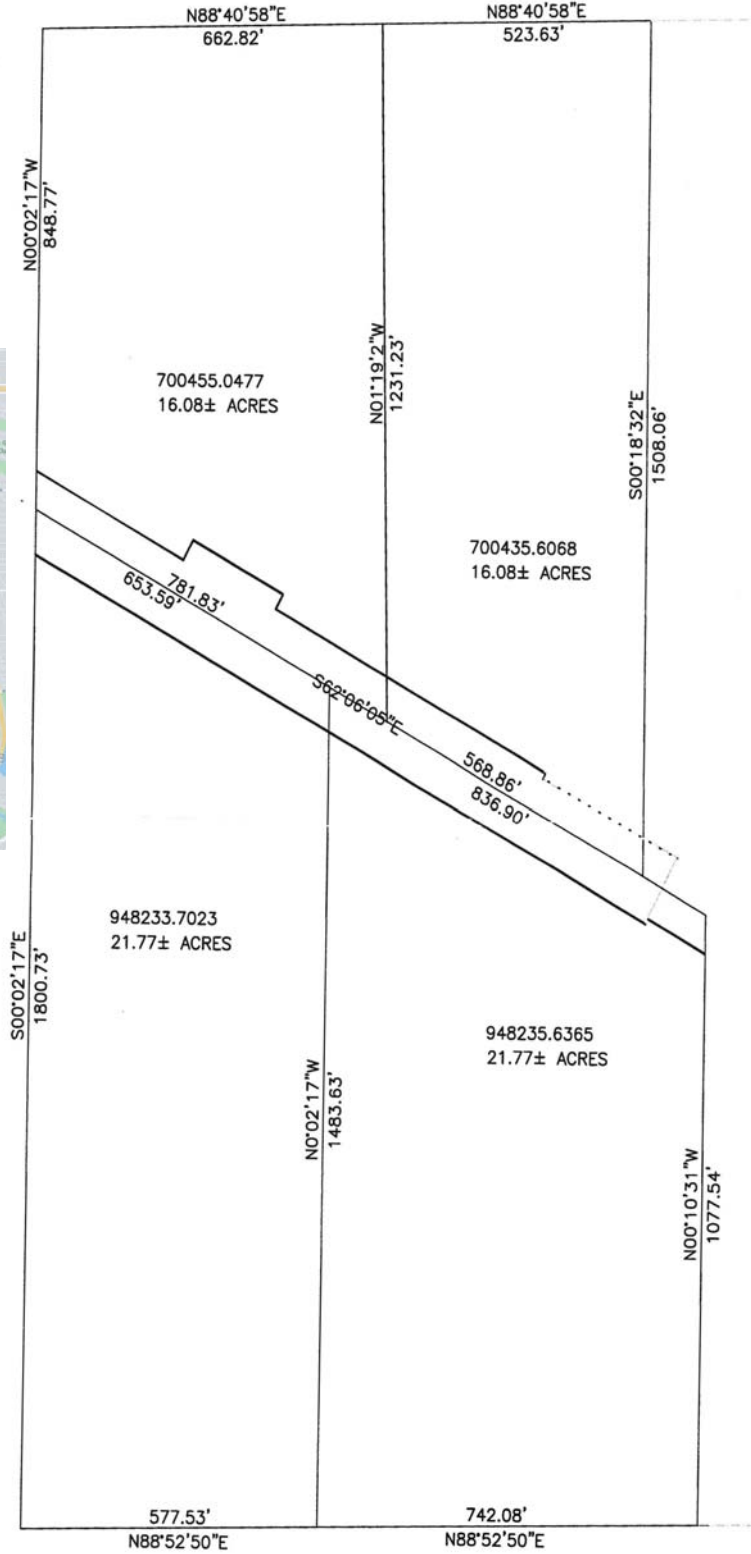 N88°40'58"E
662.82'
N88°40'58"E
523.63'
N00°02'17"W
848.77'
N01°19'2"W
1231.23'
S00°18'32"E
1508.06'
700455.0477
16.08± ACRES
700435.6068
16.08± ACRES
781.83'
653.59'
S62°06'05"E
568.86'
836.90'
948233.7023
21.77± ACRES
S00°02'17"E
1800.73'
N0°02'17"W
1483.63'
948235.6365
21.77± ACRES
N00°10'31"W
1077.54'
577.53'
N88°52'50"E
742.08'
N88°52'50"E